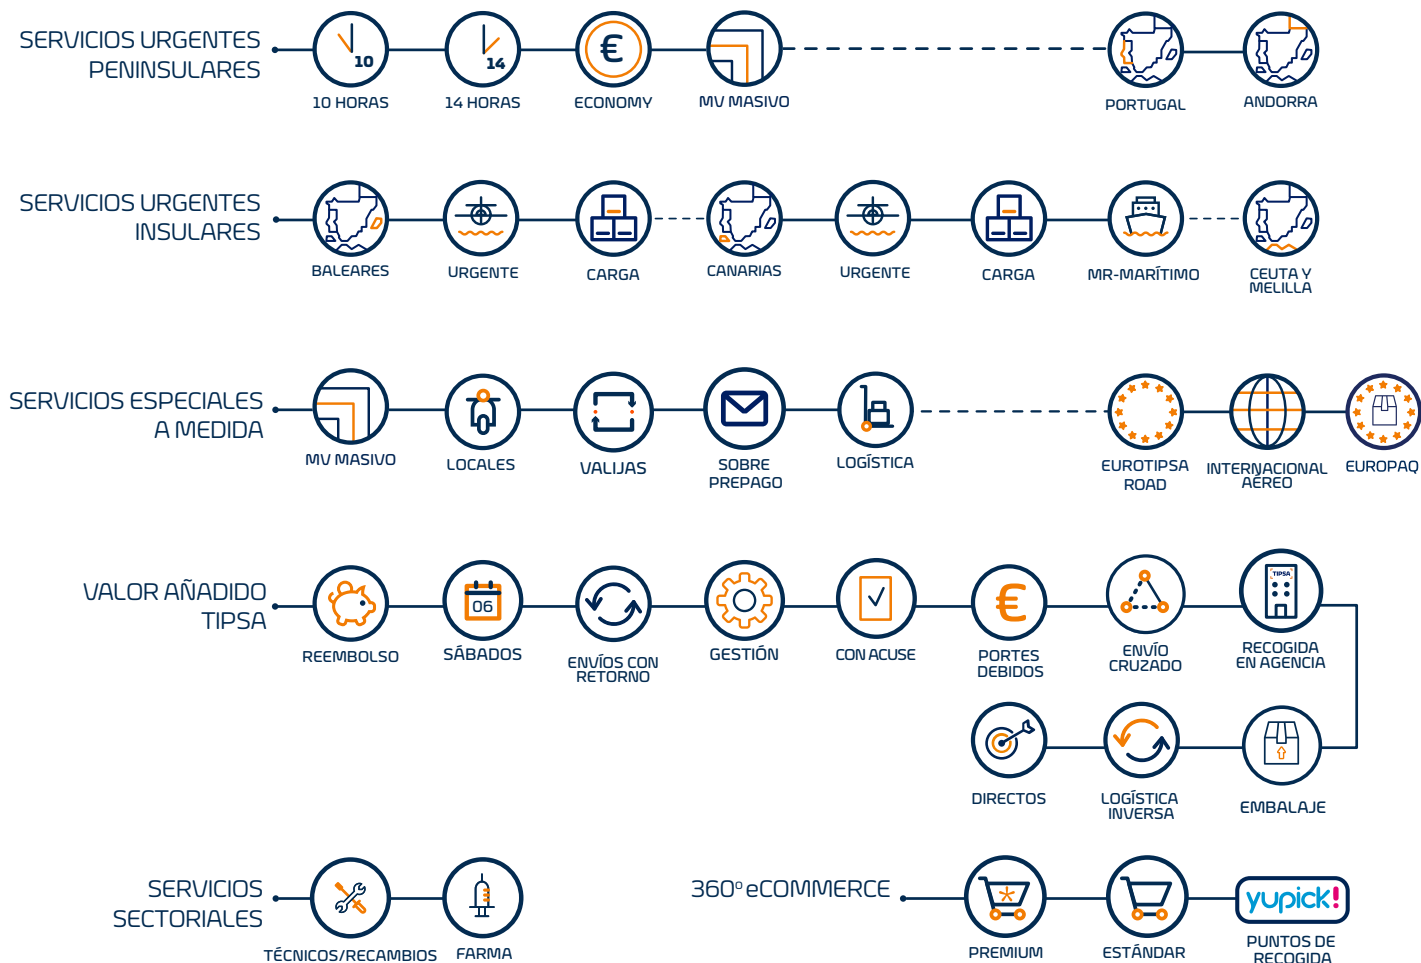 SERVICIOS URGENTES
PENINSULARES
10
14
€
10 HORAS
14 HORAS
ECONOMY
MV MASIVO
PORTUGAL
ANDORRA
SERVICIOS URGENTES
INSULARES
BALEARES
URGENTE
CARGA
CANARIAS
URGENTE
CARGA
MR-MARÍTIMO
CEUTA Y
MELILLA
SERVICIOS ESPECIALES
A MEDIDA
MV MASIVO
LOCALES
VALIJAS
SOBRE
PREPAGO
LOGÍSTICA
EUROTIPSA
ROAD
INTERNACIONAL
AÉREO
EUROPAQ
VALOR AÑADIDO
TIPSA
06
€
TIPSA
REEMBOLSO
SÁBADOS
ENVÍOS CON
RETORNO
GESTIÓN
CON ACUSE
PORTES
DEBIDOS
ENVÍO
CRUZADO
RECOGIDA
EN AGENCIA
DIRECTOS
LOGÍSTICA
INVERSA
EMBALAJE
SERVICIOS
SECTORIALES
TÉCNICOS/RECAMBIOS
FARMA
360º eCOMMERCE
PREMIUM
ESTÁNDAR
yupick!
PUNTOS DE
RECOGIDA